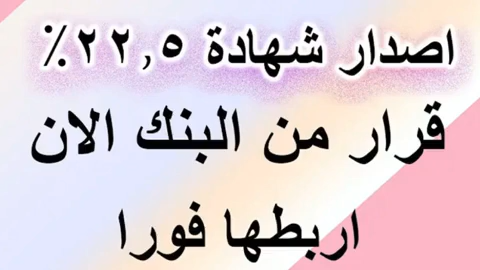 اصدار شهادة ٢٢,٥٪
قرار من البنك الان
اربطها فورا